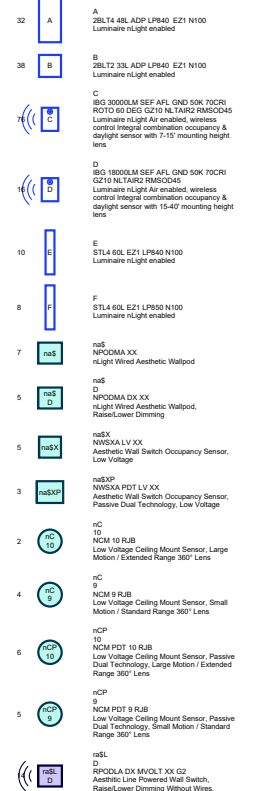 A
32 A 2BLT4 48L ADP LP840  EZ1 N100
Luminaire nLight enabled
B
38 B 2BLT2 33L ADP LP840  EZ1 N100
Luminaire nLight enabled
C
IBG 30000LM SEF AFL GND 50K 70CRI
ROTO 60 DEG GZ10 NLTAIR2 RMSOD45
76 C Luminaire nLight Air enabled, wireless
control Integral combination occupancy &
daylight sensor with 7-15' mounting height
lens
D
IBG 18000LM SEF AFL GND 50K 70CRI
GZ10 NLTAIR2 RMSOD45
16 D Luminaire nLight Air enabled, wireless
control Integral combination occupancy &
daylight sensor with 15-40' mounting height
lens
E
10 E STL4 60L EZ1 LP840 N100
Luminaire nLight enabled
F
8 F STL4 60L EZ1 LP850 N100
Luminaire nLight enabled
na$
7 na$ NPODMA XX
nLight Wired Aesthetic Wallpod
na$
D
5 na$ D NPODMA DX XX
nLight Wired Aesthetic Wallpod,
Raise/Lower Dimming
na$X
5 na$X NWSXA LV XX
Aesthetic Wall Switch Occupancy Sensor,
Low Voltage
na$XP
3 na$XP NWSXA PDT LV XX
Aesthetic Wall Switch Occupancy Sensor,
Passive Dual Technology, Low Voltage
nC
10
2 nC 10 NCM 10 RJB
Low Voltage Ceiling Mount Sensor, Large
Motion / Extended Range 360° Lens
nC
9
4 nC 9 NCM 9 RJB
Low Voltage Ceiling Mount Sensor, Small
Motion / Standard Range 360° Lens
nCP
10
6 nCP 10 NCM PDT 10 RJB
Low Voltage Ceiling Mount Sensor, Passive
Dual Technology, Large Motion / Extended
Range 360° Lens
nCP
9
5 nCP 9 NCM PDT 9 RJB
Low Voltage Ceiling Mount Sensor, Passive
Dual Technology, Small Motion / Standard
Range 360° Lens
ra$L
D
14 ra$L D RPODLA DX MVOLT XX G2
Aesthitic Line Powered Wall Switch,
Raise/Lower Dimming Without Wires,